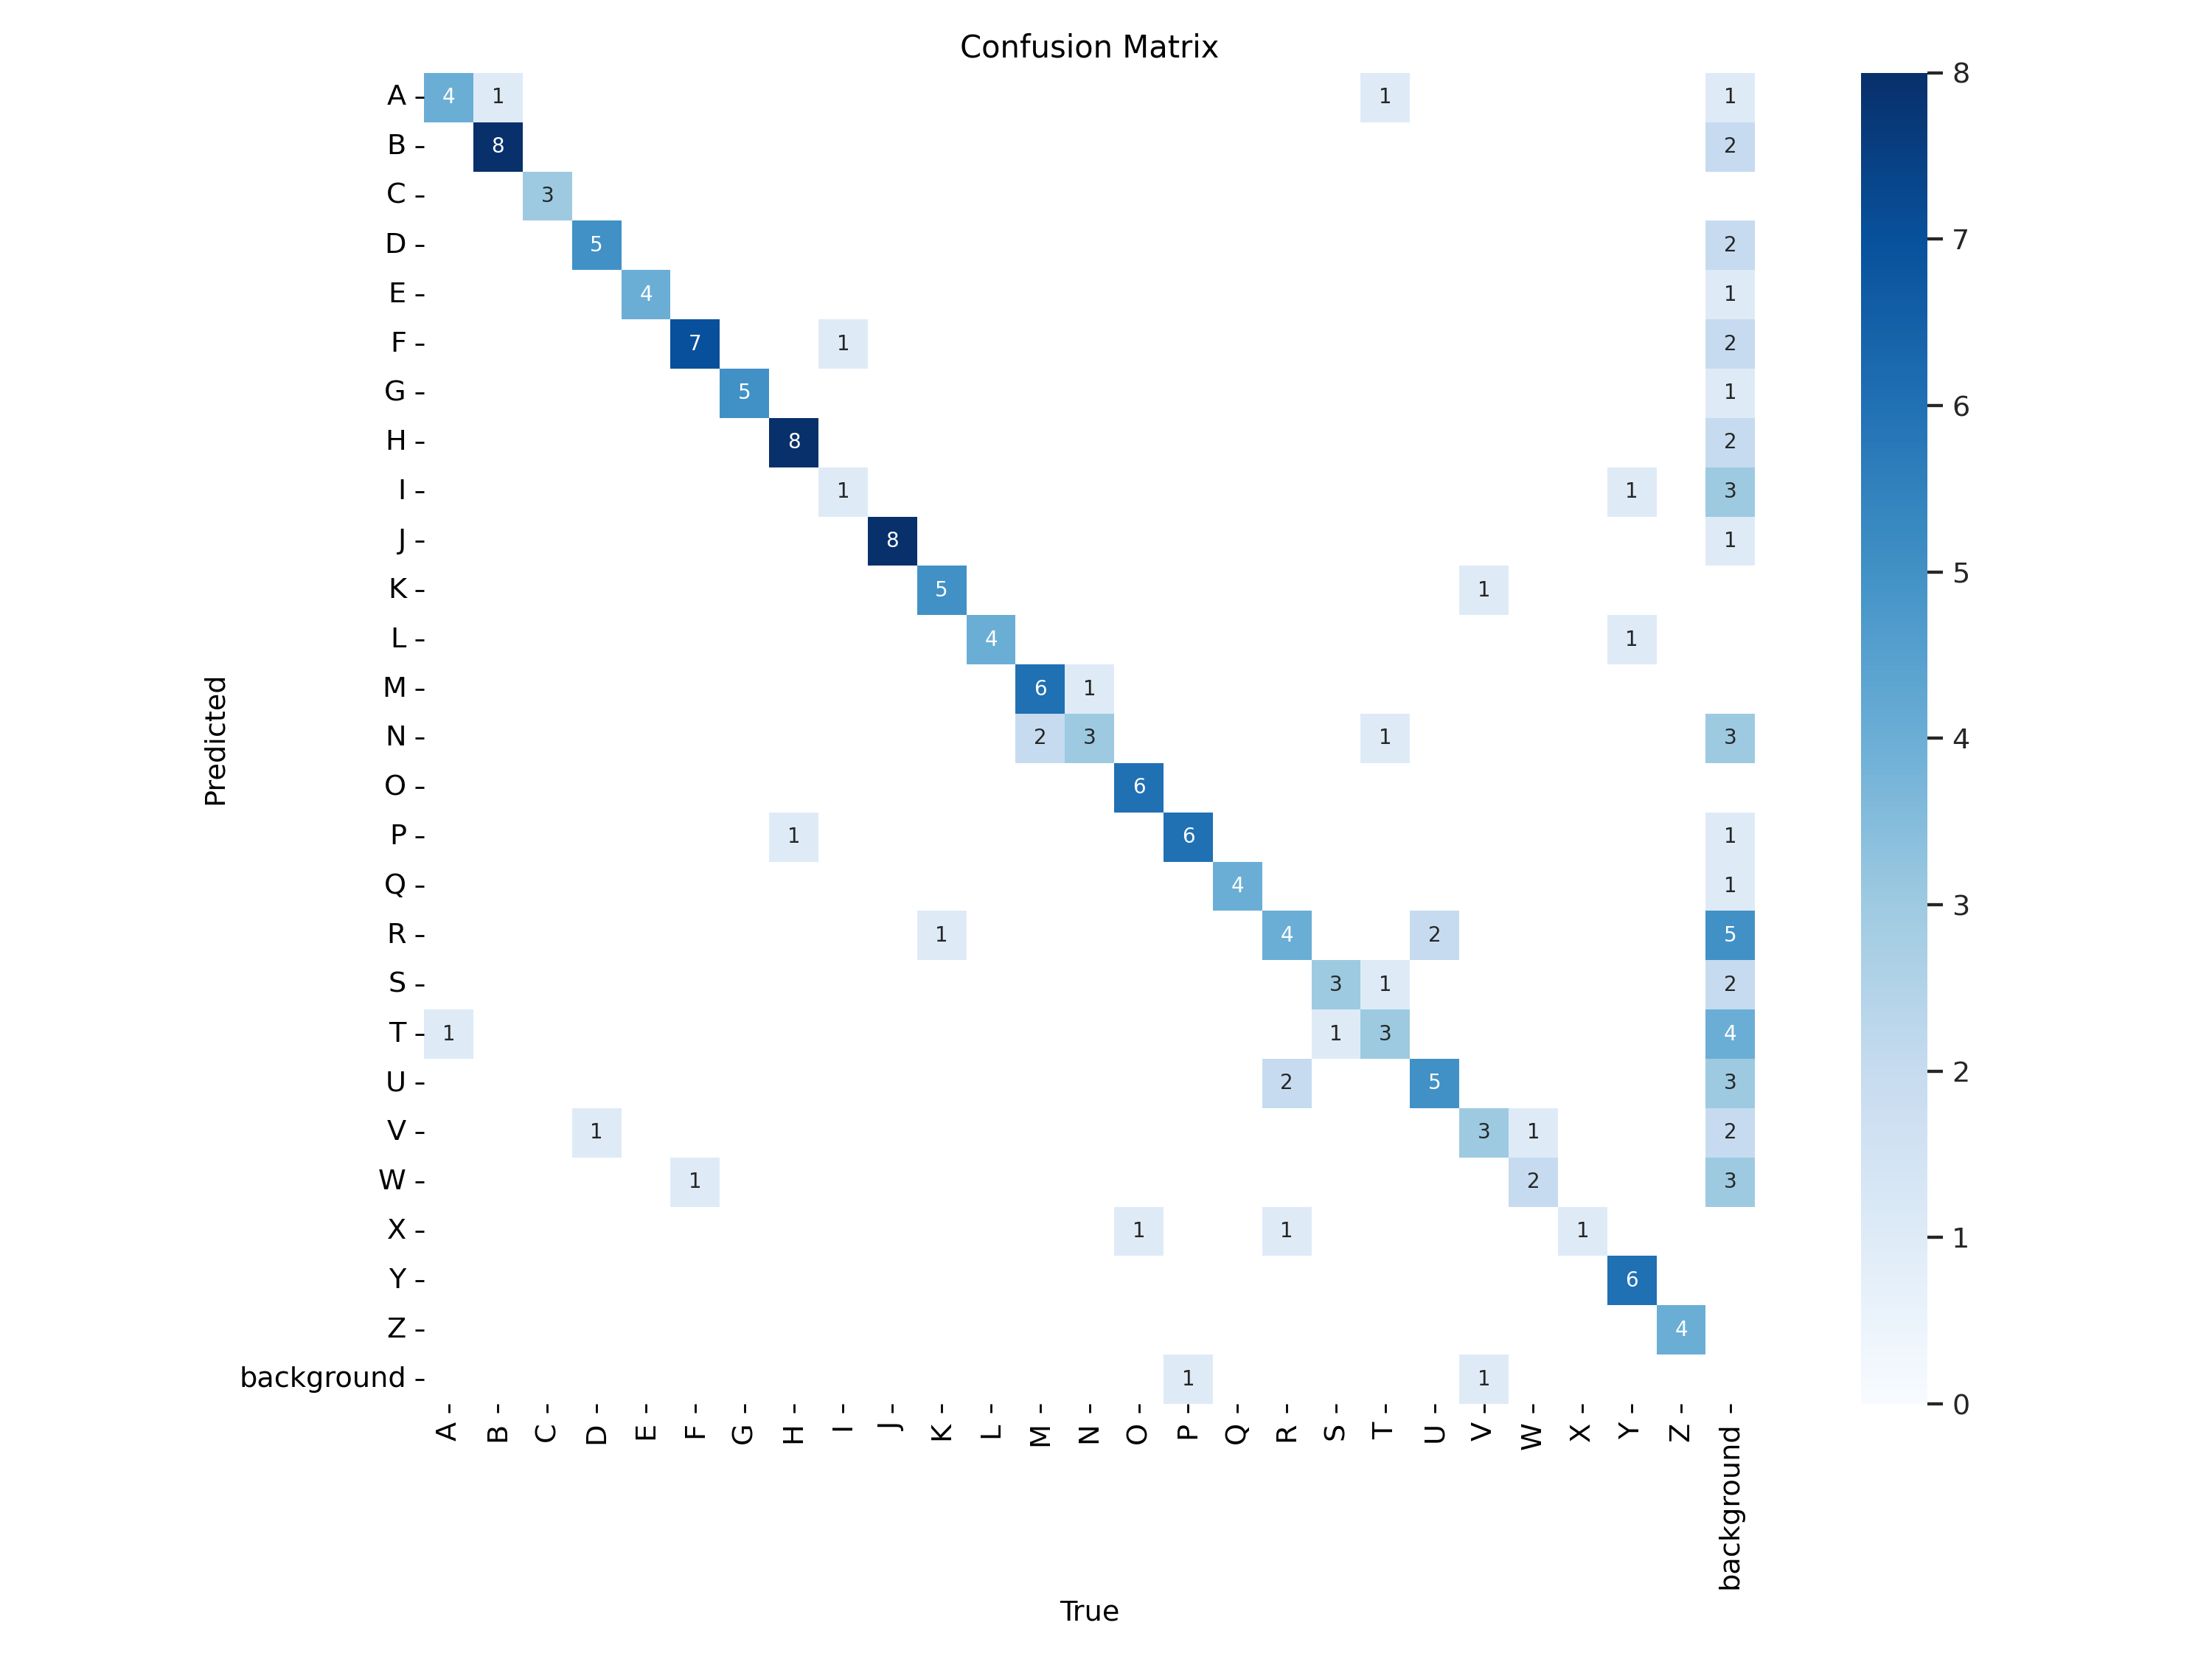 Confusion Matrix
A 4 1 1 1
B 8 2
C 3
D 5 2
E 4 1
F 7 1 2
G 5 1
H 8 2
I 1 1 3
J 8 1
K 5 1
L 4 1
M 6 1
N 2 3 1 3
O 6
P 1 6 1
Q 4 1
R 1 4 2 5
S 3 1 2
T 1 1 3 4
U 2 5 3
V 1 3 1 2
W 1 2 3
X 1 1 1
Y 6
Z 4
background 1 1
A B C D E F G H I J K L M N O P Q R S T U V W X Y Z background
Predicted
True
8
7
6
5
4
3
2
1
0